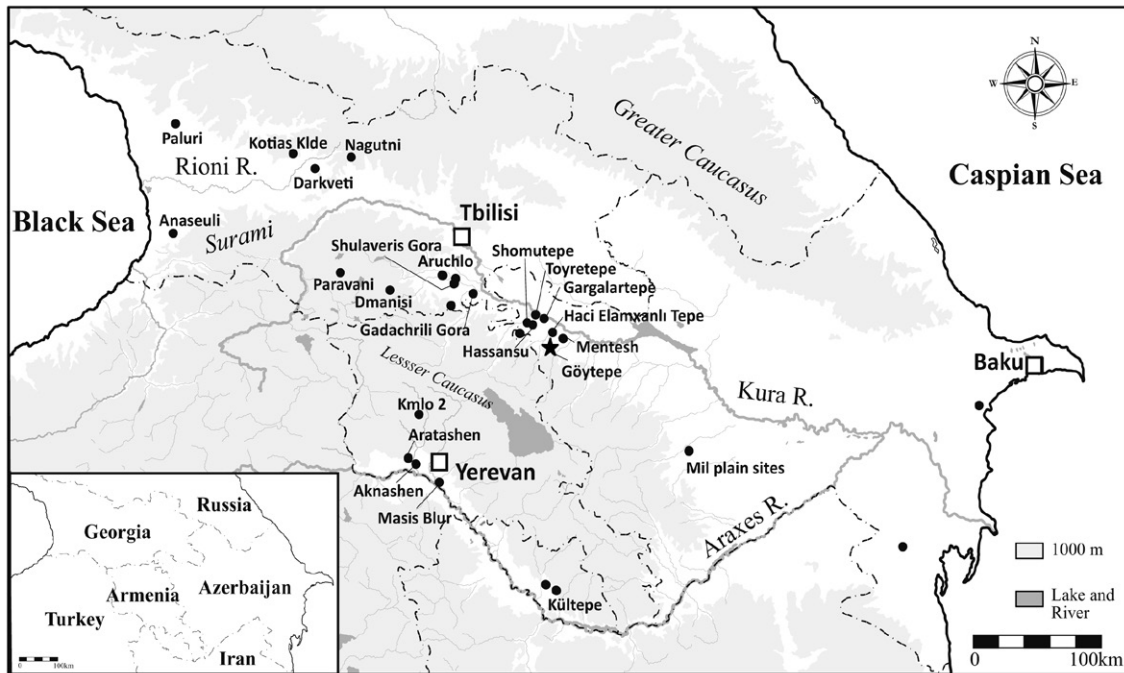 N
W
E
S
Paluri
Kotias Klde
Nagutni
Rioni R.
Darkveti
Greater Caucasus
Caspian Sea
Black Sea
Anaseuli
Surami
Tbilisi
Shulaveris Gora
Aruchlo
Shomutepe
Toyretepe
Gargalartepe
Paravani
Dmanisi
Haci Elamxanlı Tepe
Gadachrili Gora
Hassansu
Mentesh
Göytepe
Baku
Lessser Caucasus
Kura R.
Kmlo 2
Aratashen
Yerevan
Mil plain sites
Aknashen
Masis Blur
Araxes R.
Kültepe
Russia
Georgia
Armenia
Azerbaijan
Turkey
Iran
0
100km
1000 m
Lake and
River
0
100km